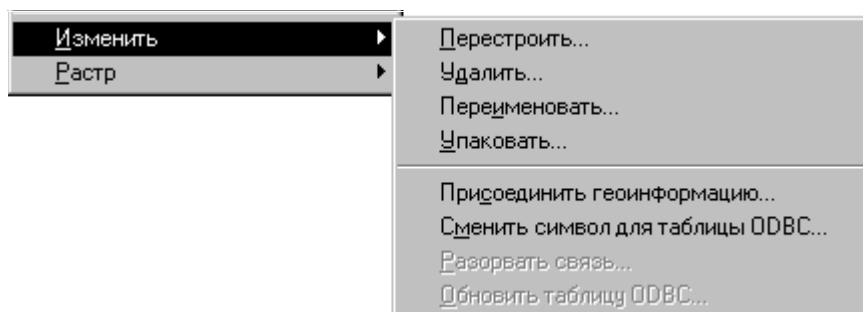 Изменить
Растр
Перестроить...
Удалить...
Переименовать...
Упаковать...
Присоединить геоинформацию...
Сменить символ для таблицы ODBC...
Разорвать связь...
Обновить таблицу ODBC...